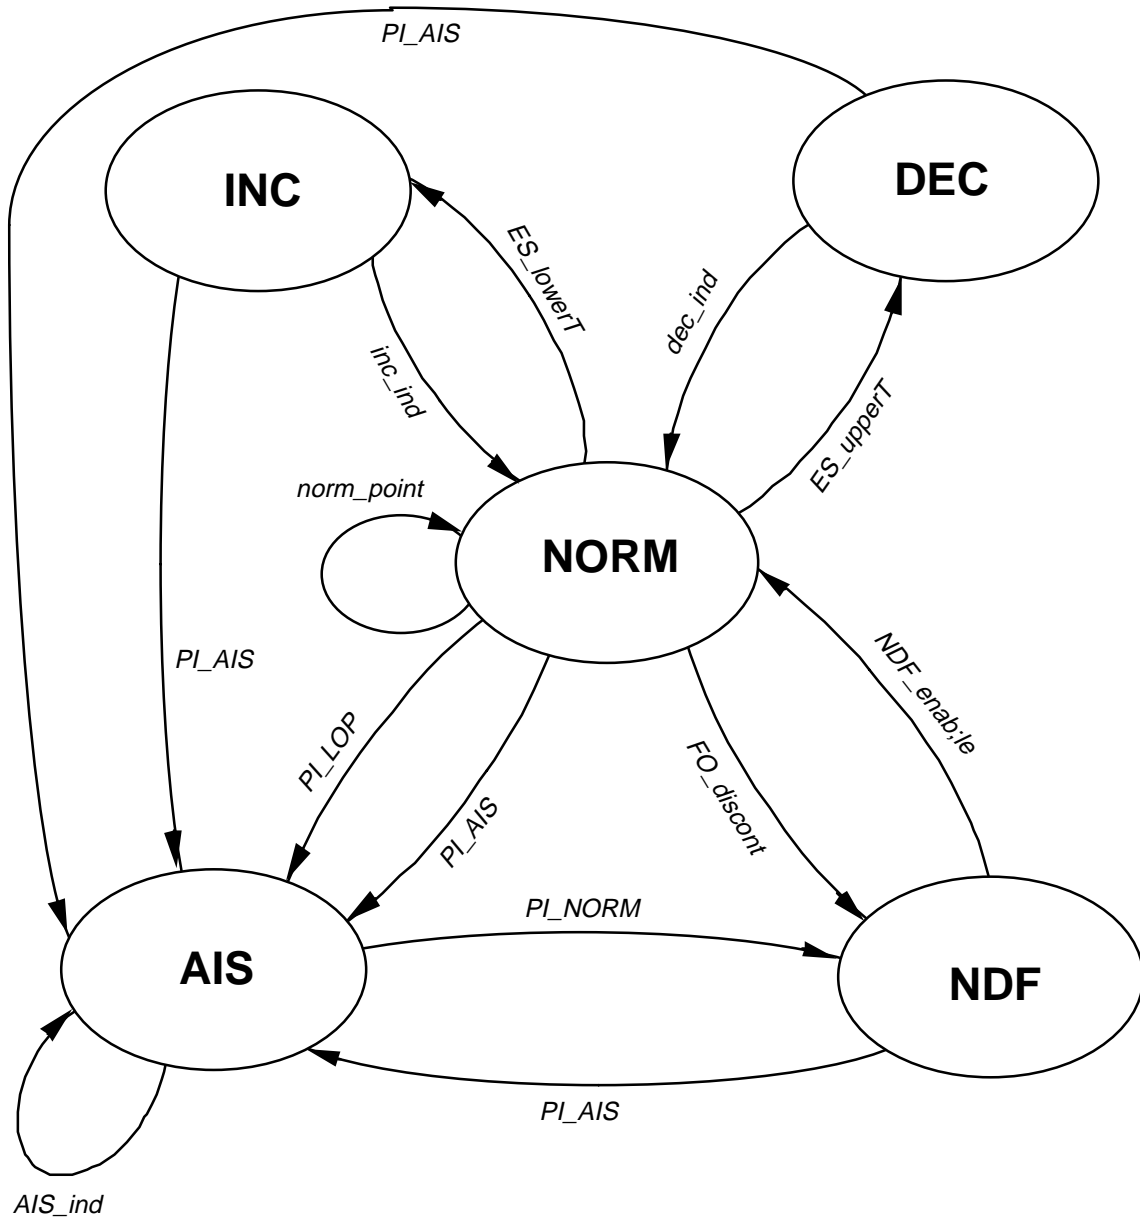 PI_AIS
INC
DEC
ES_lowerT
dec_ind
inc_ind
ES_upperT
norm_point
NORM
PI_AIS
NDF_enab;le
PI_LOP
FO_discont
PI_AIS
PI_NORM
AIS
NDF
PI_AIS
AIS_ind